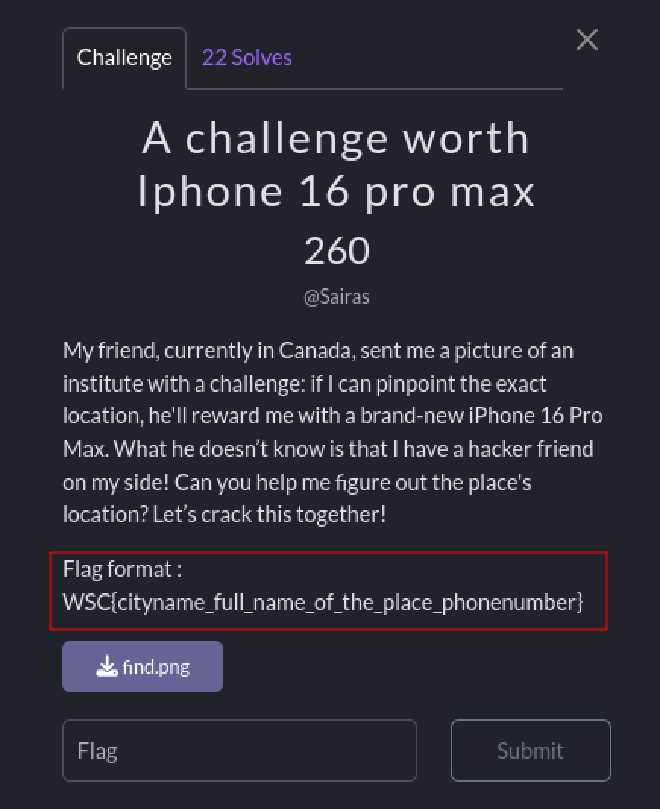 Challenge
22 Solves
A challenge worth
Iphone 16 pro max
260
@Sairas
My friend, currently in Canada, sent me a picture of an
institute with a challenge: if I can pinpoint the exact
location, he'll reward me with a brand-new iPhone 16 Pro
Max. What he doesn’t know is that I have a hacker friend
on my side! Can you help me figure out the place's
location? Let’s crack this together!
Flag format :
WSC{cityname_full_name_of_the_place_phonenumber}
find.png
Flag
Submit